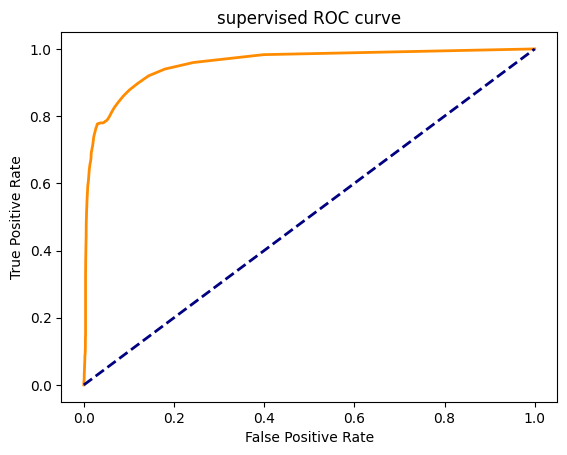 supervised ROC curve
True Positive Rate
1.0
0.8
0.6
0.4
0.2
0.0
0.0 0.2 0.4 0.6 0.8 1.0
False Positive Rate